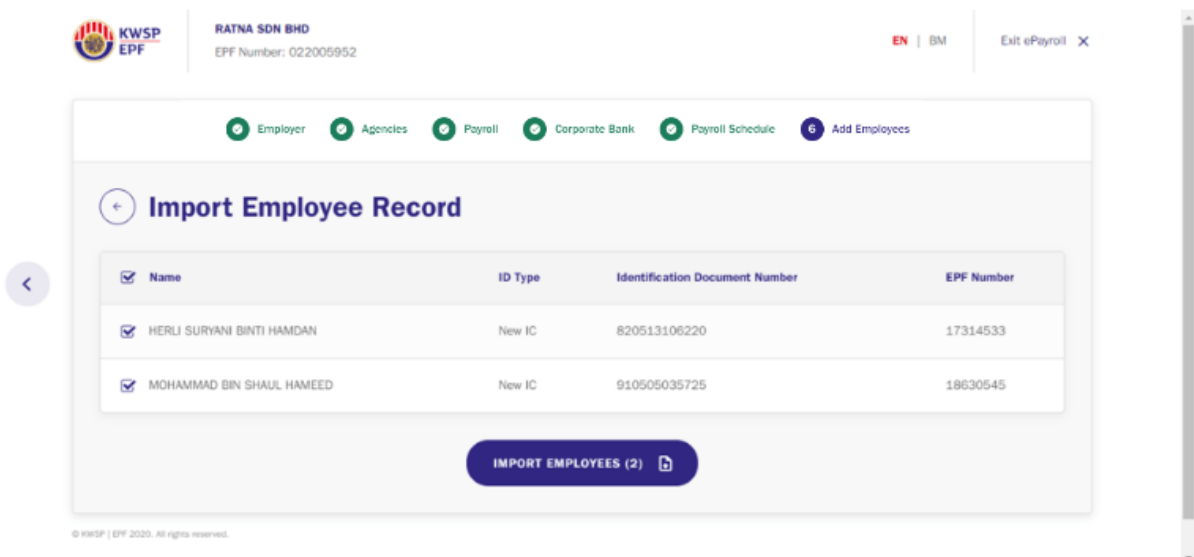 KWSP
EPF
RATNA SDN BHD
EPF Number: 022005952
EN | BM
Exit ePayroll
Employer
Agencies
Payroll
Corporate Bank
Payroll Schedule
6 Add Employees
Import Employee Record
Name ID Type Identification Document Number EPF Number
HERLI SURYANI BINTI HAMDAN New IC 820513106220 17314533
MOHAMMAD BIN SHAUL HAMEED New IC 910505035725 18630545
IMPORT EMPLOYEES (2)
© KWSP | EPF 2020. All rights reserved.